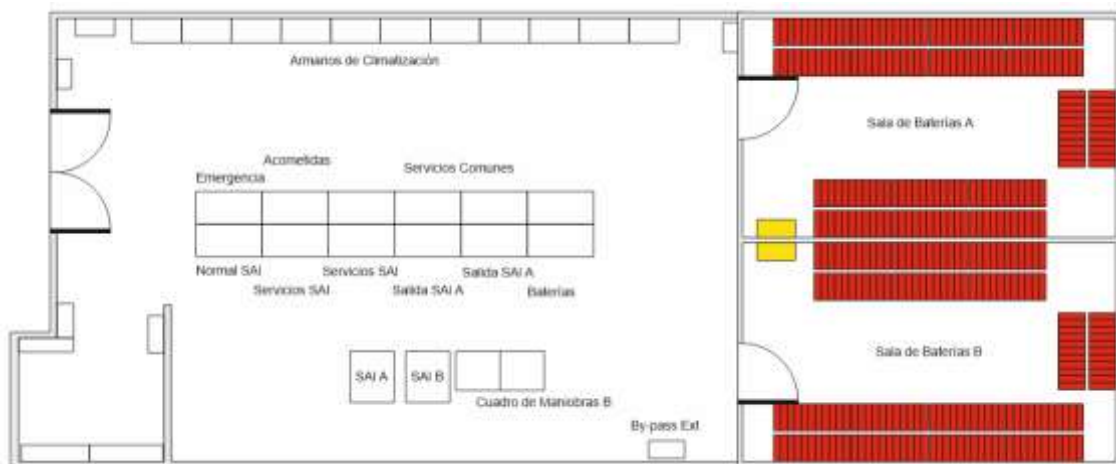 Armarios de Climatización
Sala de Baterías A
Acometidas
Servicios Comunes
Emergencia
Normal SAI
Servicios SAI
Salida SAI A
Servicios SAI
Salida SAI A
Baterías
Sala de Baterías B
SAI A
SAI B
Cuadro de Maniobras B
By-pass Ext